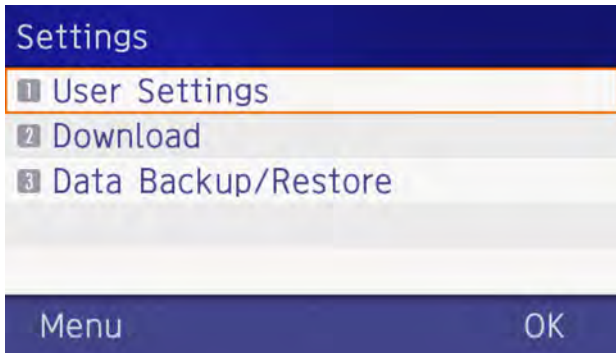 Settings
1 User Settings
2 Download
3 Data Backup/Restore
Menu OK